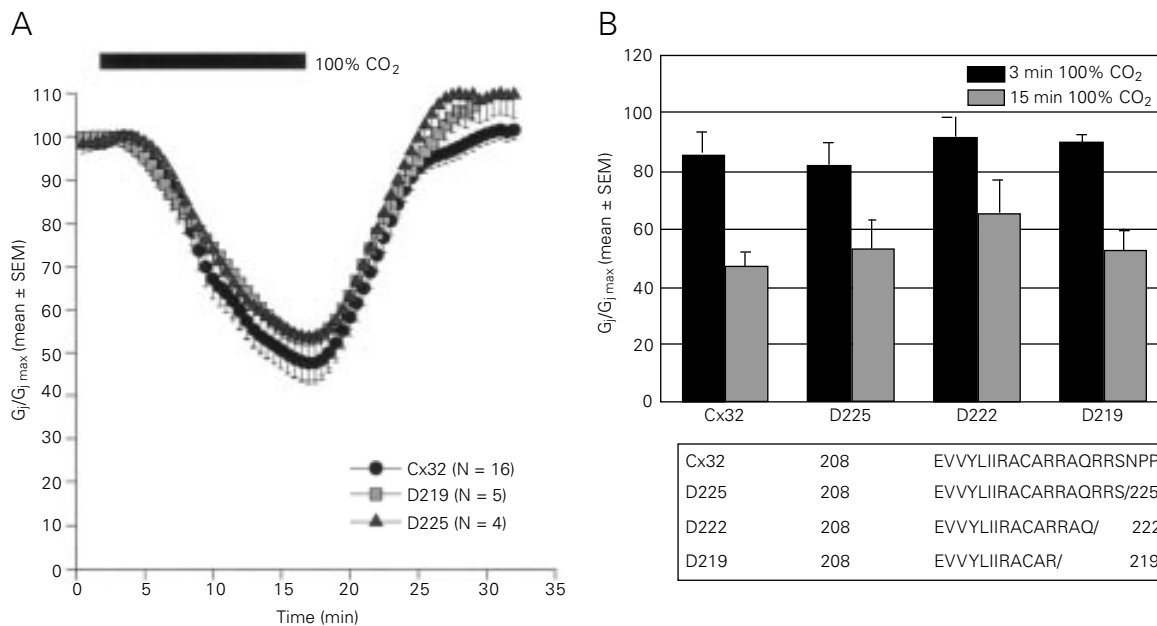 A
100% CO2
110
100
90
80
70
60
50
40
30
20
10
0
Gj/Gj max (mean ± SEM)
Cx32 (N = 16)
D219 (N = 5)
D225 (N = 4)
0 5 10 15 20 25 30 35
Time (min)
B
120
100
80
60
40
20
0
Gj/Gj max (mean ± SEM)
3 min 100% CO2
15 min 100% CO2
Cx32 D225 D222 D219
Cx32 208 EVVYLIIRACARRAQRRSNPP
D225 208 EVVYLIIRACARRAQRRS/225
D222 208 EVVYLIIRACARRAQ/ 222
D219 208 EVVYLIIRACAR/ 219